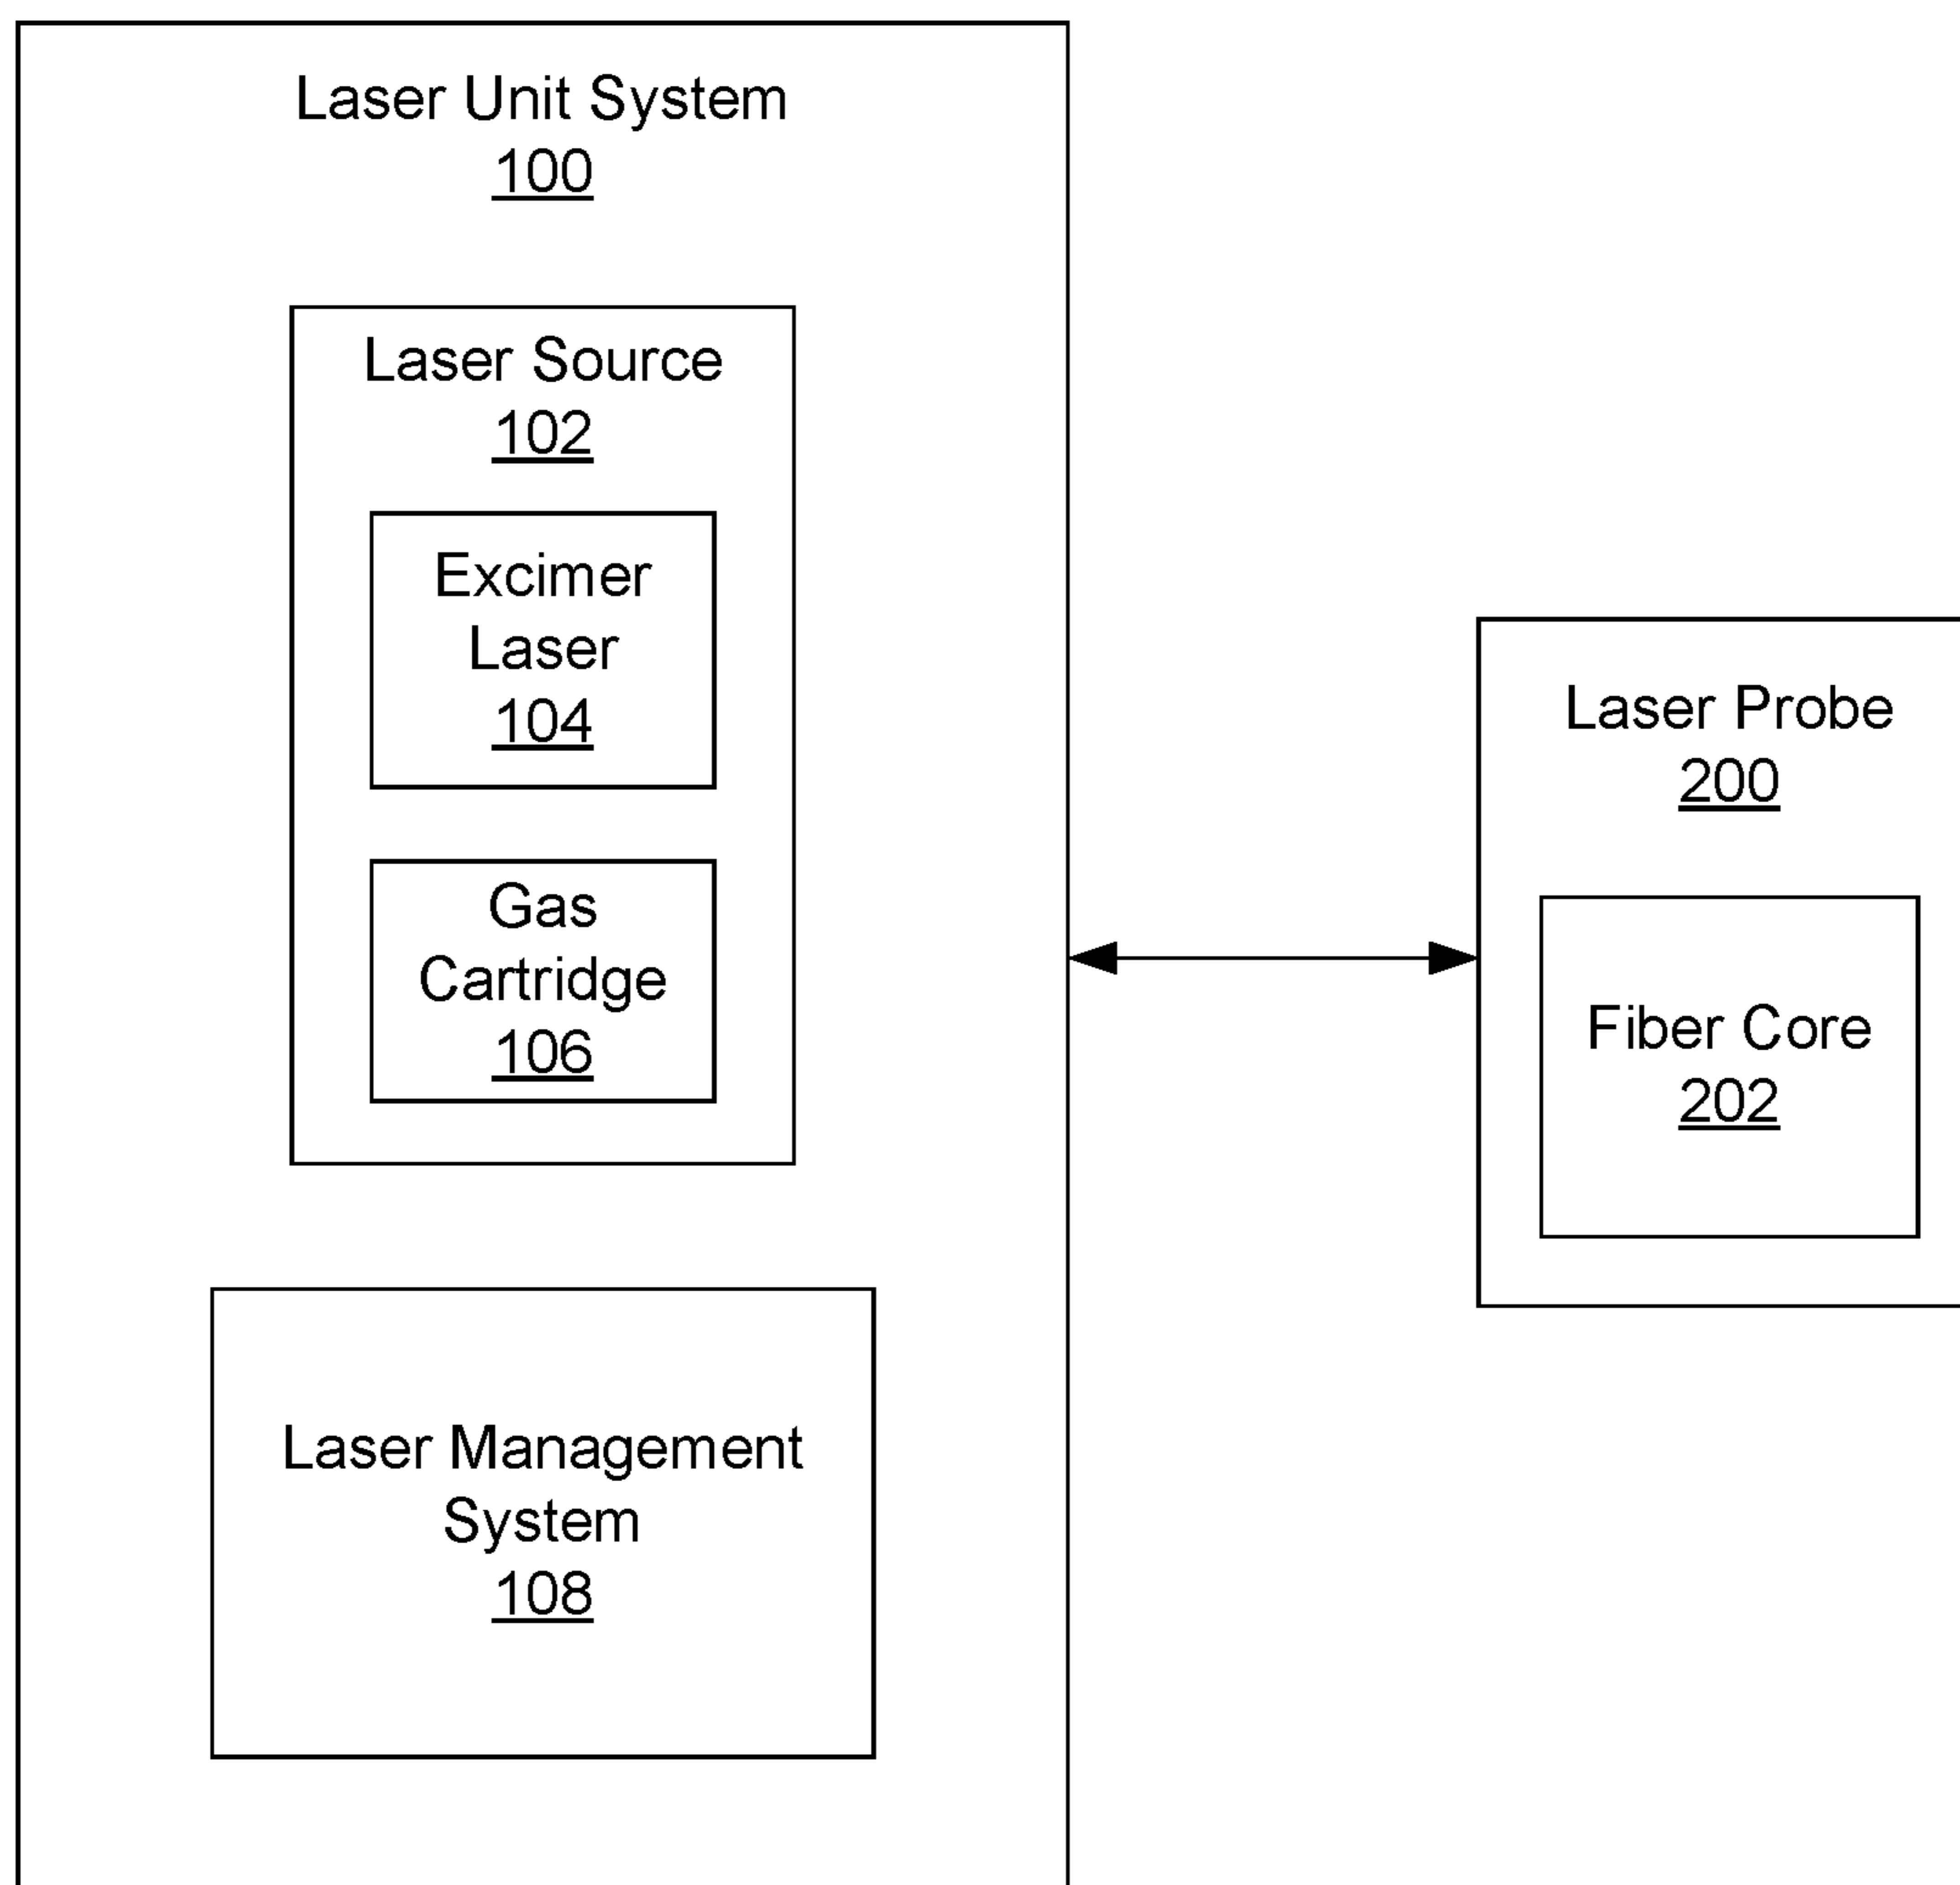 Laser Unit System
100
Laser Source
102
Excimer
Laser
104
Gas
Cartridge
106
Laser Management
System
108
Laser Probe
200
Fiber Core
202